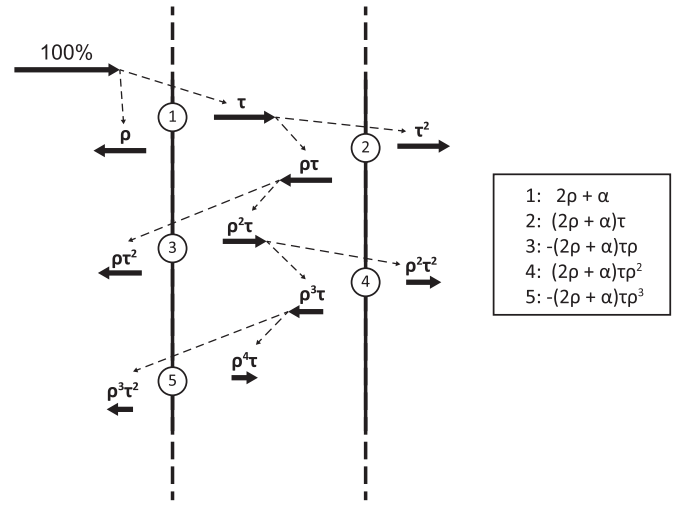 100%
τ
1
ρ
τ²
2
ρτ
ρ²τ
3
ρτ²
ρ²τ²
4
ρ³τ
ρ⁴τ
5
ρ³τ²
1: 2ρ + α
2: (2ρ + α)τ
3: -(2ρ + α)τρ
4: (2ρ + α)τρ²
5: -(2ρ + α)τρ³